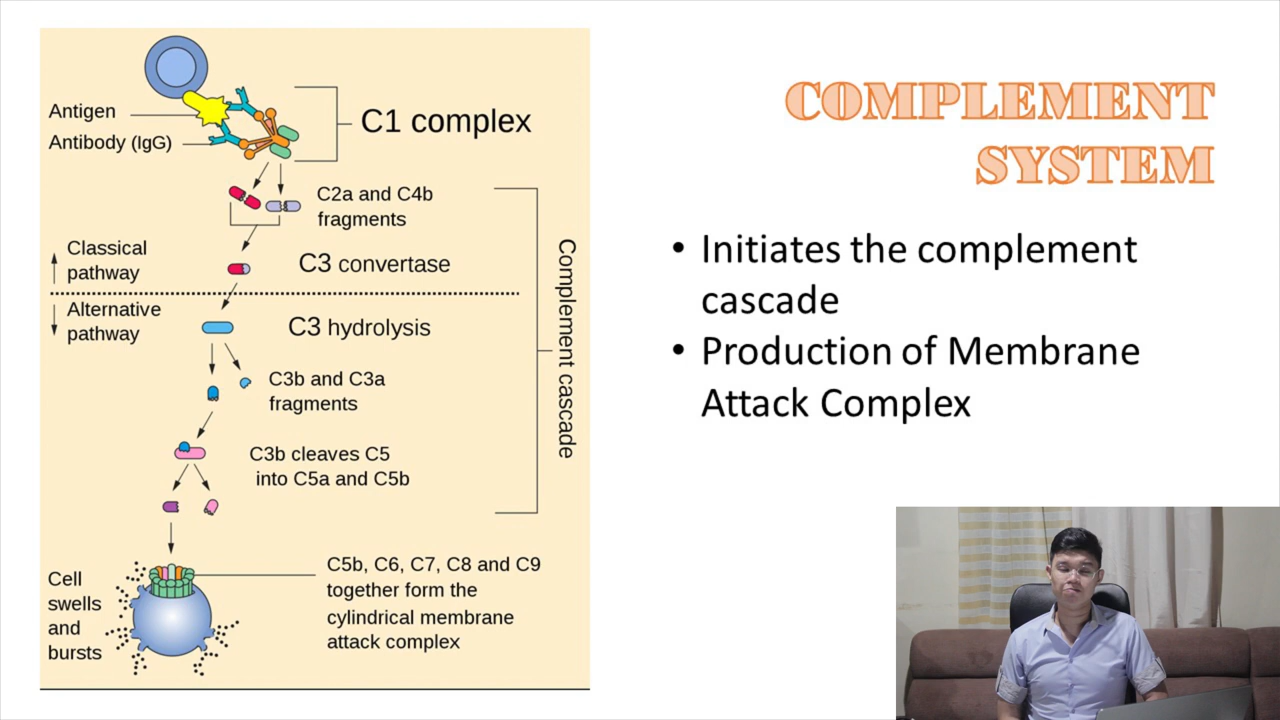 COMPLEMENT
SYSTEM
• Initiates the complement
cascade
• Production of Membrane
Attack Complex
Antigen
Antibody (IgG)
C1 complex
C2a and C4b
fragments
Classical
pathway
C3 convertase
Alternative
pathway
C3 hydrolysis
C3b and C3a
fragments
C3b cleaves C5
into C5a and C5b
Complement cascade
C5b, C6, C7, C8 and C9
together form the
cylindrical membrane
attack complex
Cell
swells
and
bursts